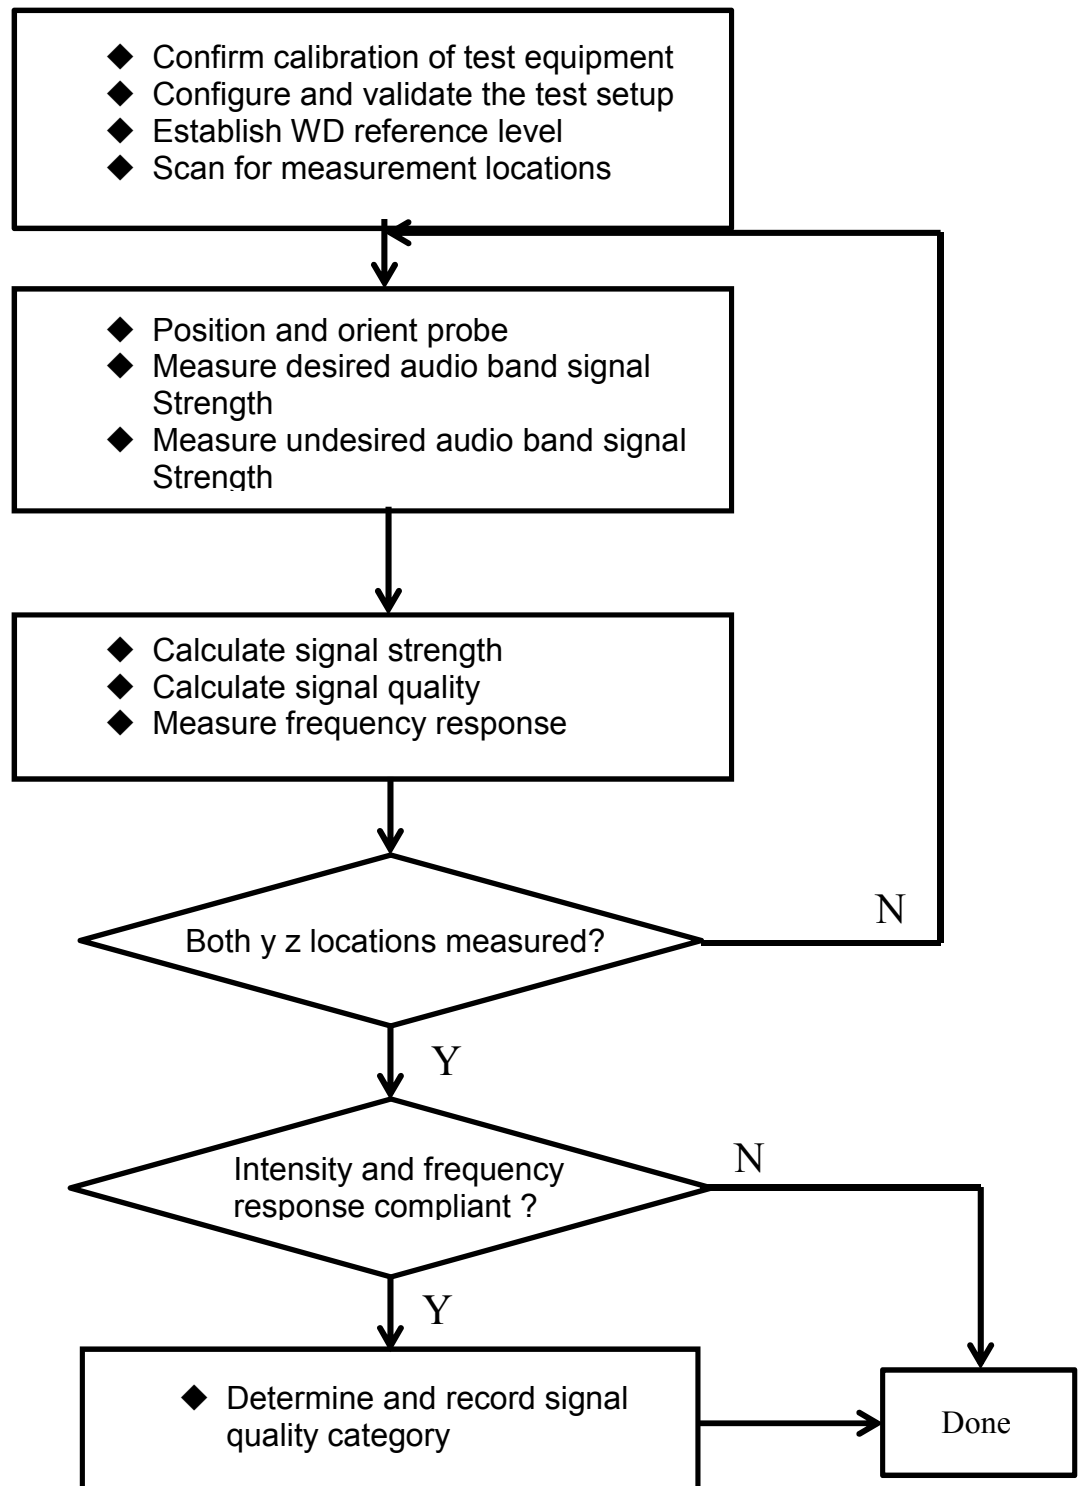 ◆ Confirm calibration of test equipment
◆ Configure and validate the test setup
◆ Establish WD reference level
◆ Scan for measurement locations
◆ Position and orient probe
◆ Measure desired audio band signal
Strength
◆ Measure undesired audio band signal
Strength
◆ Calculate signal strength
◆ Calculate signal quality
◆ Measure frequency response
Both y z locations measured?
N
Y
Intensity and frequency
response compliant ?
N
Y
◆ Determine and record signal
quality category
Done